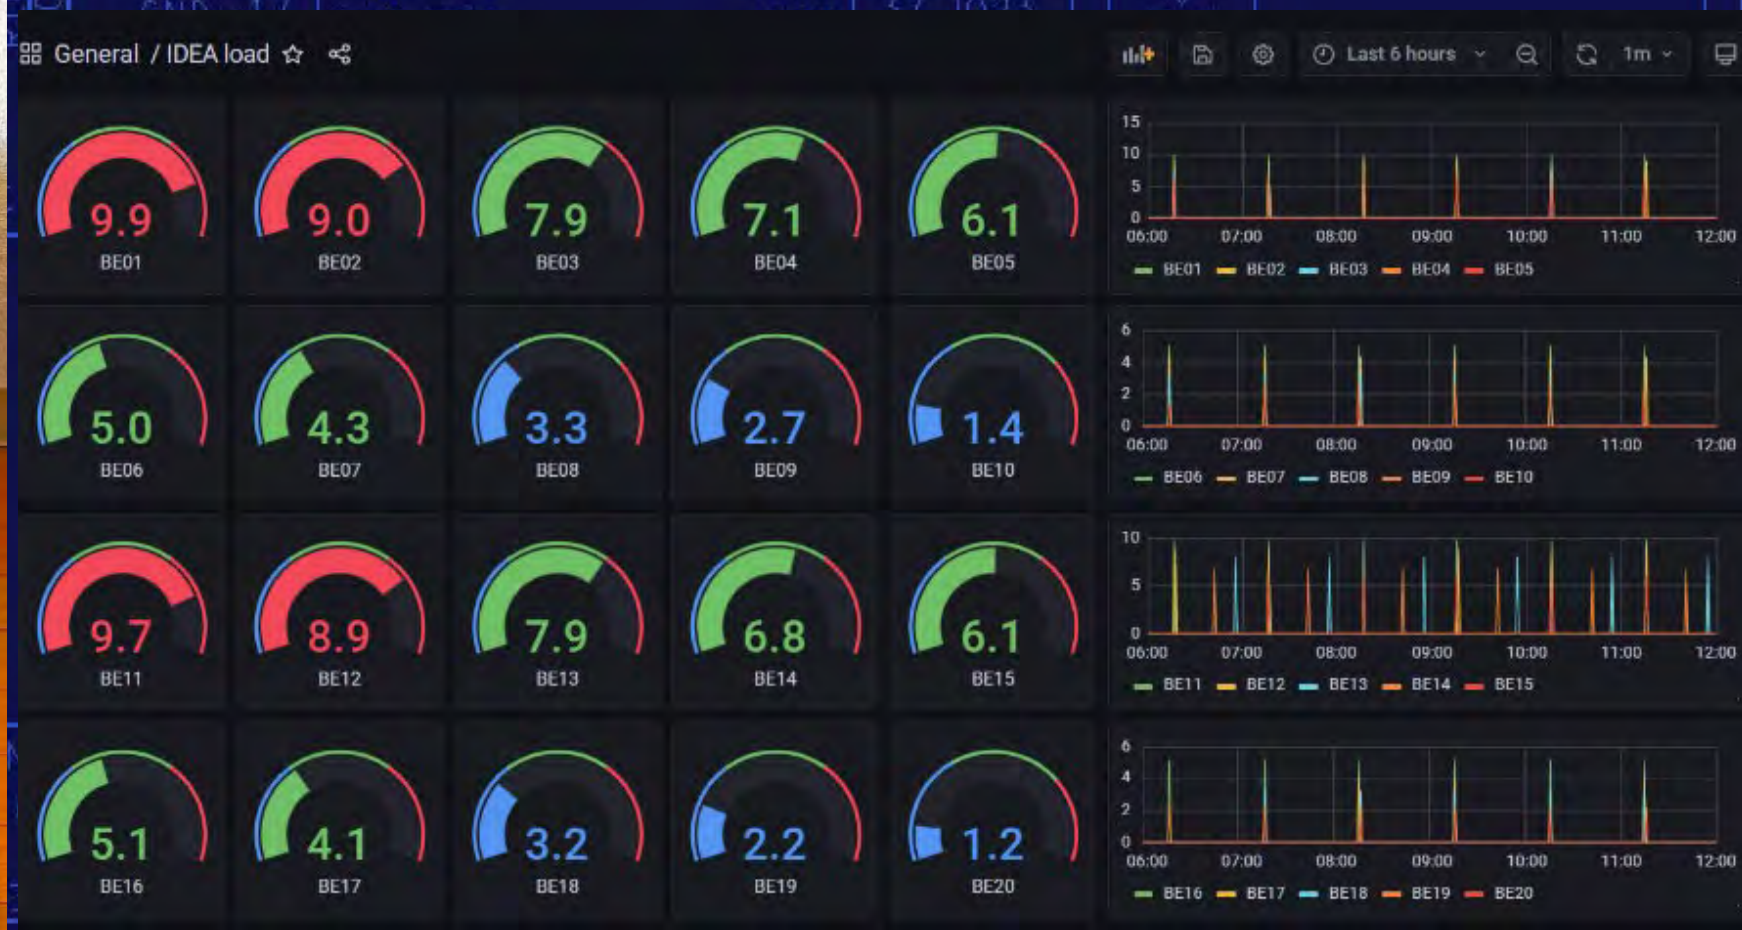 General / IDEA load
Last 6 hours
1m
9.9 9.0 7.9 7.1 6.1
BE01 BE02 BE03 BE04 BE05
15
10
5
0
06:00 07:00 08:00 09:00 10:00 11:00 12:00
BE01 BE02 BE03 BE04 BE05
5.0 4.3 3.3 2.7 1.4
BE06 BE07 BE08 BE09 BE10
6
4
2
0
06:00 07:00 08:00 09:00 10:00 11:00 12:00
BE06 BE07 BE08 BE09 BE10
9.7 8.9 7.9 6.8 6.1
BE11 BE12 BE13 BE14 BE15
10
5
0
06:00 07:00 08:00 09:00 10:00 11:00 12:00
BE11 BE12 BE13 BE14 BE15
5.1 4.1 3.2 2.2 1.2
BE16 BE17 BE18 BE19 BE20
6
4
2
0
06:00 07:00 08:00 09:00 10:00 11:00 12:00
BE16 BE17 BE18 BE19 BE20